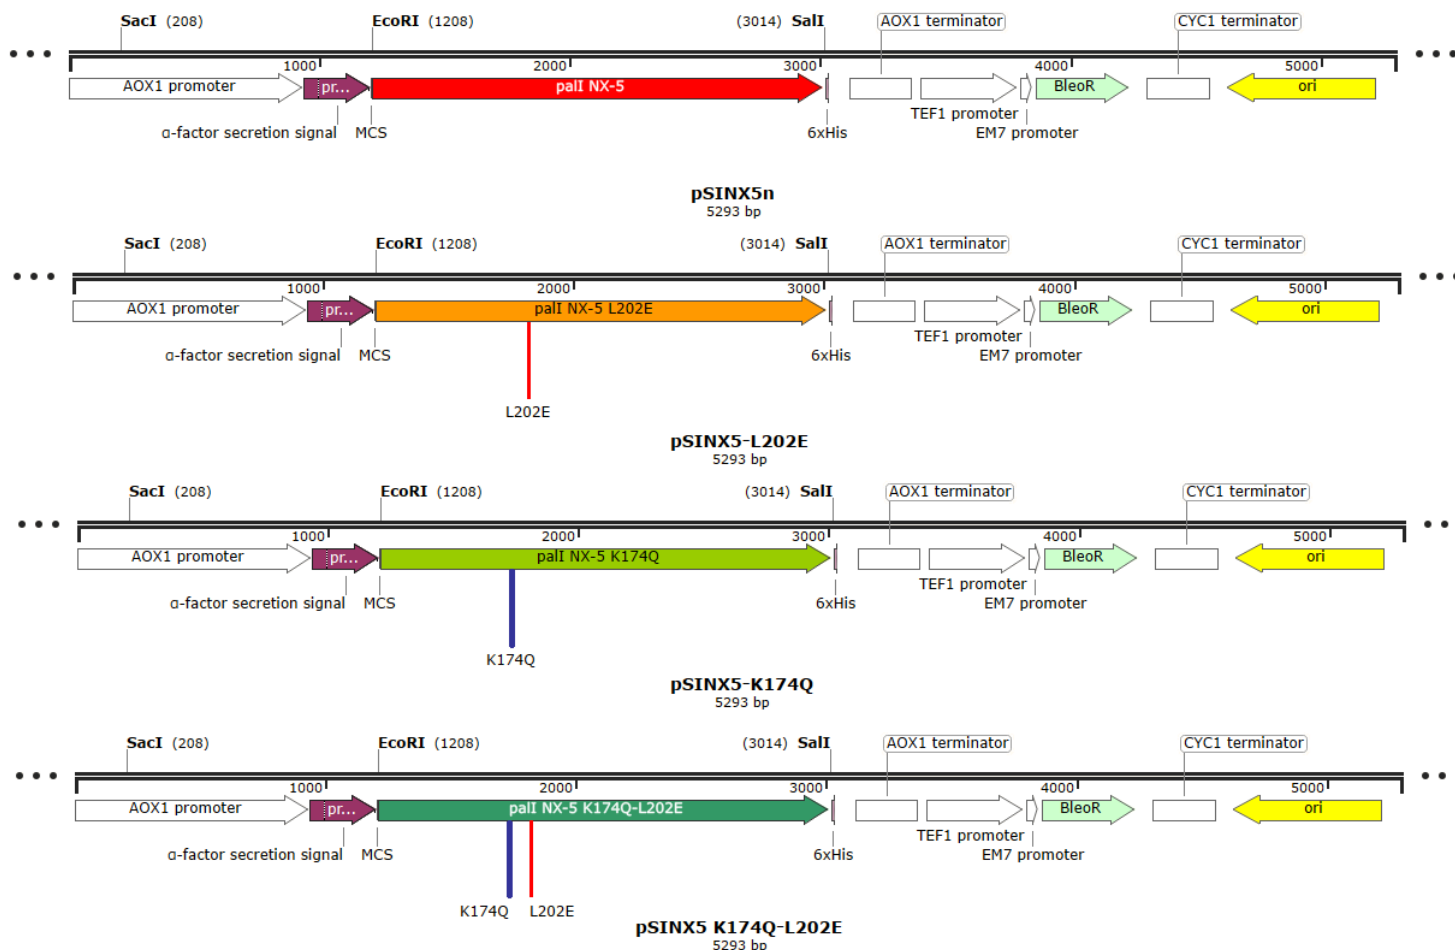 SacI (208) EcoRI (1208) (3014) SalI AOX1 terminator CYC1 terminator
1000 2000 3000 4000 5000
AOX1 promoter pr... palI NX-5 BleoR ori
TEF1 promoter
α-factor secretion signal MCS 6xHis EM7 promoter
pSINX5n
5293 bp
SacI (208) EcoRI (1208) (3014) SalI AOX1 terminator CYC1 terminator
1000 2000 3000 4000 5000
AOX1 promoter pr... palI NX-5 L202E BleoR ori
TEF1 promoter
α-factor secretion signal MCS 6xHis EM7 promoter
L202E
pSINX5-L202E
5293 bp
SacI (208) EcoRI (1208) (3014) SalI AOX1 terminator CYC1 terminator
1000 2000 3000 4000 5000
AOX1 promoter pr... palI NX-5 K174Q BleoR ori
TEF1 promoter
α-factor secretion signal MCS 6xHis EM7 promoter
K174Q
pSINX5-K174Q
5293 bp
SacI (208) EcoRI (1208) (3014) SalI AOX1 terminator CYC1 terminator
1000 2000 3000 4000 5000
AOX1 promoter pr... palI NX-5 K174Q-L202E BleoR ori
TEF1 promoter
α-factor secretion signal MCS 6xHis EM7 promoter
K174Q L202E
pSINX5 K174Q-L202E
5293 bp